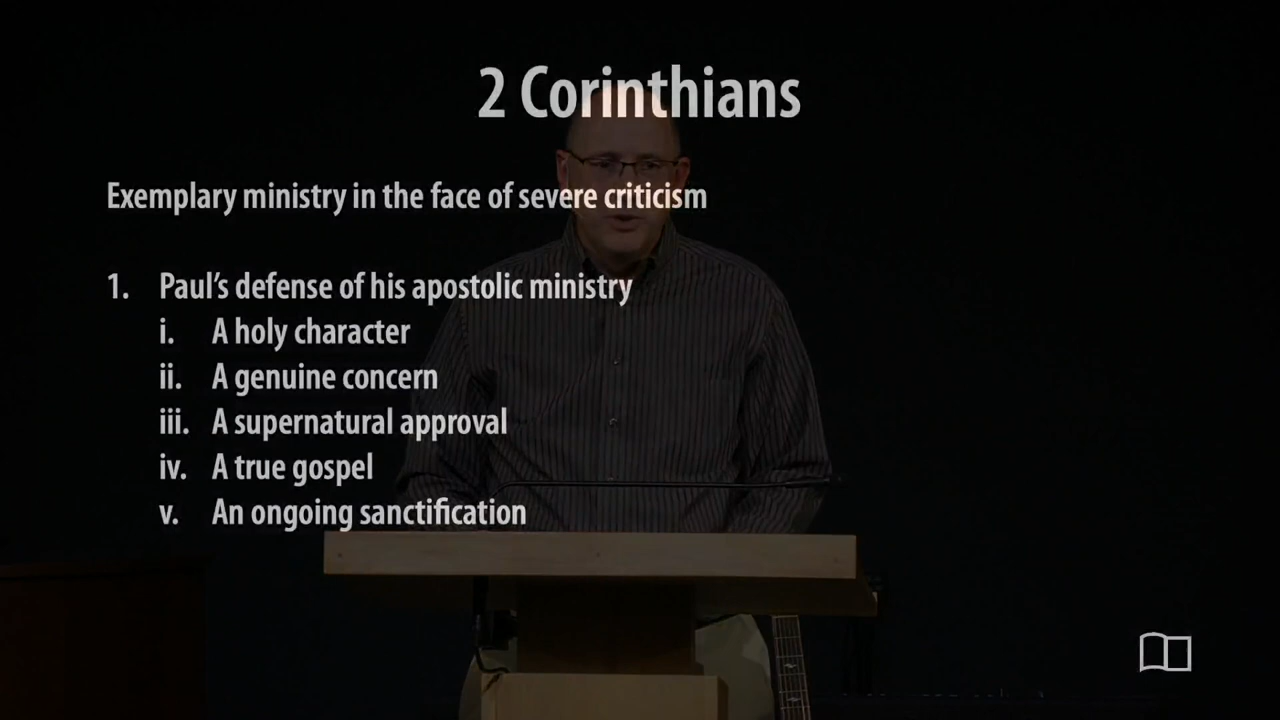 2 Corinthians
Exemplary ministry in the face of severe criticism
1. Paul's defense of his apostolic ministry
i. A holy character
ii. A genuine concern
iii. A supernatural approval
iv. A true gospel
v. An ongoing sanctification